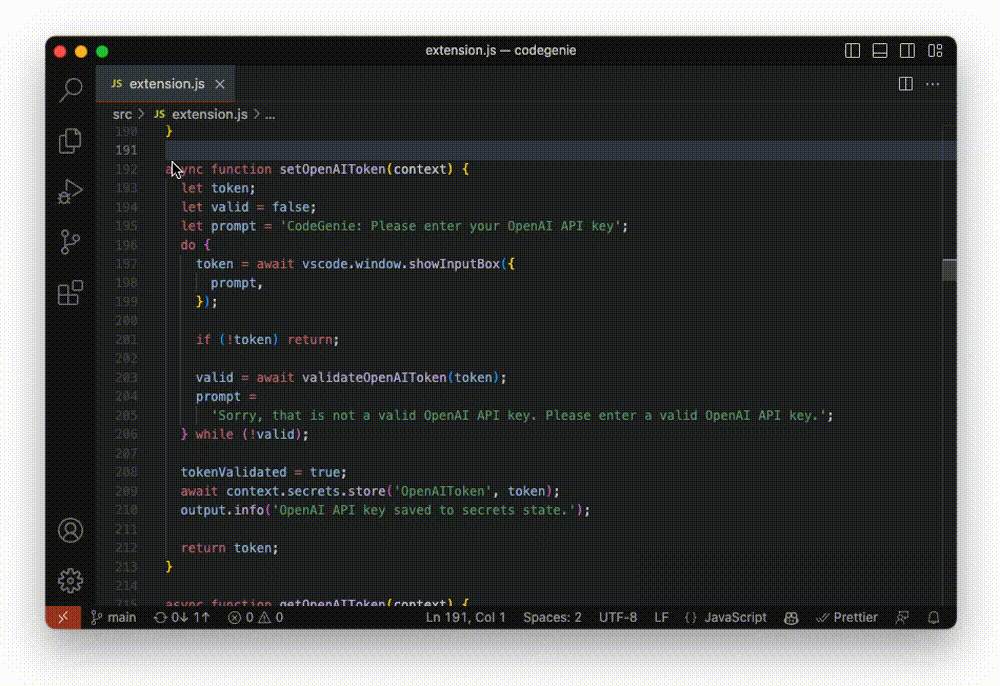 extension.js — codegenie
JS extension.js
src > JS extension.js > ...
190 }
191
192 async function setOpenAIToken(context) {
193 let token;
194 let valid = false;
195 let prompt = 'CodeGenie: Please enter your OpenAI API key';
196 do {
197 token = await vscode.window.showInputBox({
198 prompt,
199 });
200
201 if (!token) return;
202
203 valid = await validateOpenAIToken(token);
204 prompt =
205 'Sorry, that is not a valid OpenAI API key. Please enter a valid OpenAI API key.';
206 } while (!valid);
207
208 tokenValidated = true;
209 await context.secrets.store('OpenAIToken', token);
210 output.info('OpenAI API key saved to secrets state.');
211
212 return token;
213 }
214
215 async function getOpenAIToken(context) {
main 0↓ 1↑ 0 0 Ln 191, Col 1 Spaces: 2 UTF-8 LF {} JavaScript Prettier